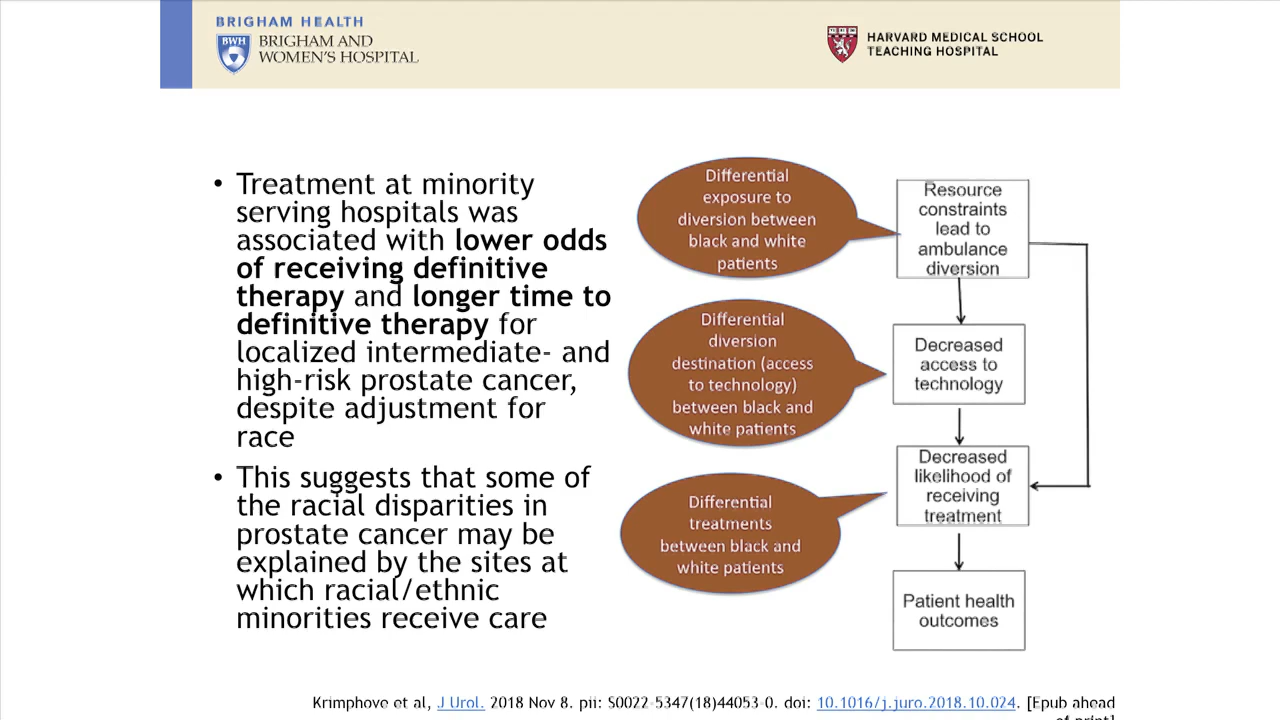 BRIGHAM HEALTH
BWH
BRIGHAM AND
WOMEN'S HOSPITAL
HARVARD MEDICAL SCHOOL
TEACHING HOSPITAL
• Treatment at minority
serving hospitals was
associated with lower odds
of receiving definitive
therapy and longer time to
definitive therapy for
localized intermediate- and
high-risk prostate cancer,
despite adjustment for
race
• This suggests that some of
the racial disparities in
prostate cancer may be
explained by the sites at
which racial/ethnic
minorities receive care
Differential
exposure to
diversion between
black and white
patients
Differential
diversion
destination (access
to technology)
between black and
white patients
Differential
treatments
between black and
white patients
Resource
constraints
lead to
ambulance
diversion
Decreased
access to
technology
Decreased
likelihood of
receiving
treatment
Patient health
outcomes
Krimphove et al, J Urol. 2018 Nov 8. pii: S0022-5347(18)44053-0. doi: 10.1016/j.juro.2018.10.024. [Epub ahead
of print]